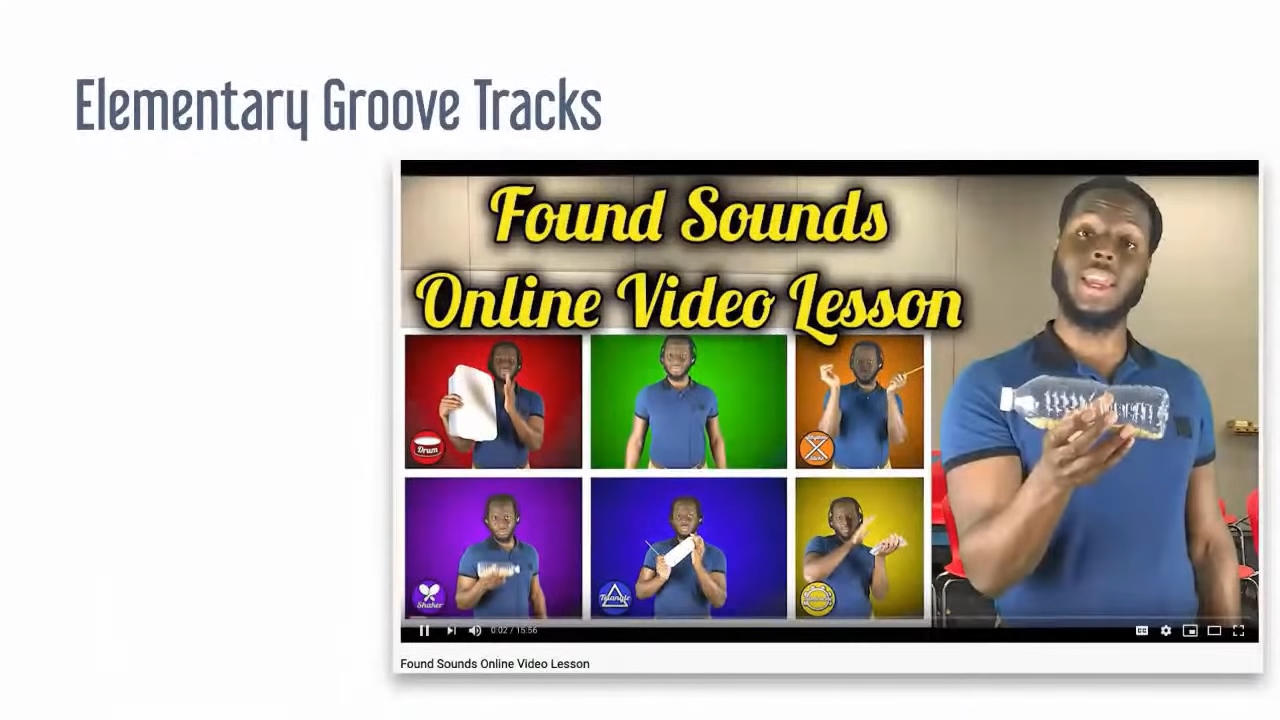 Elementary Groove Tracks
Found Sounds
Online Video Lesson
Drum
Shaker
Triangle
0:02 / 15:56
CC
Found Sounds Online Video Lesson